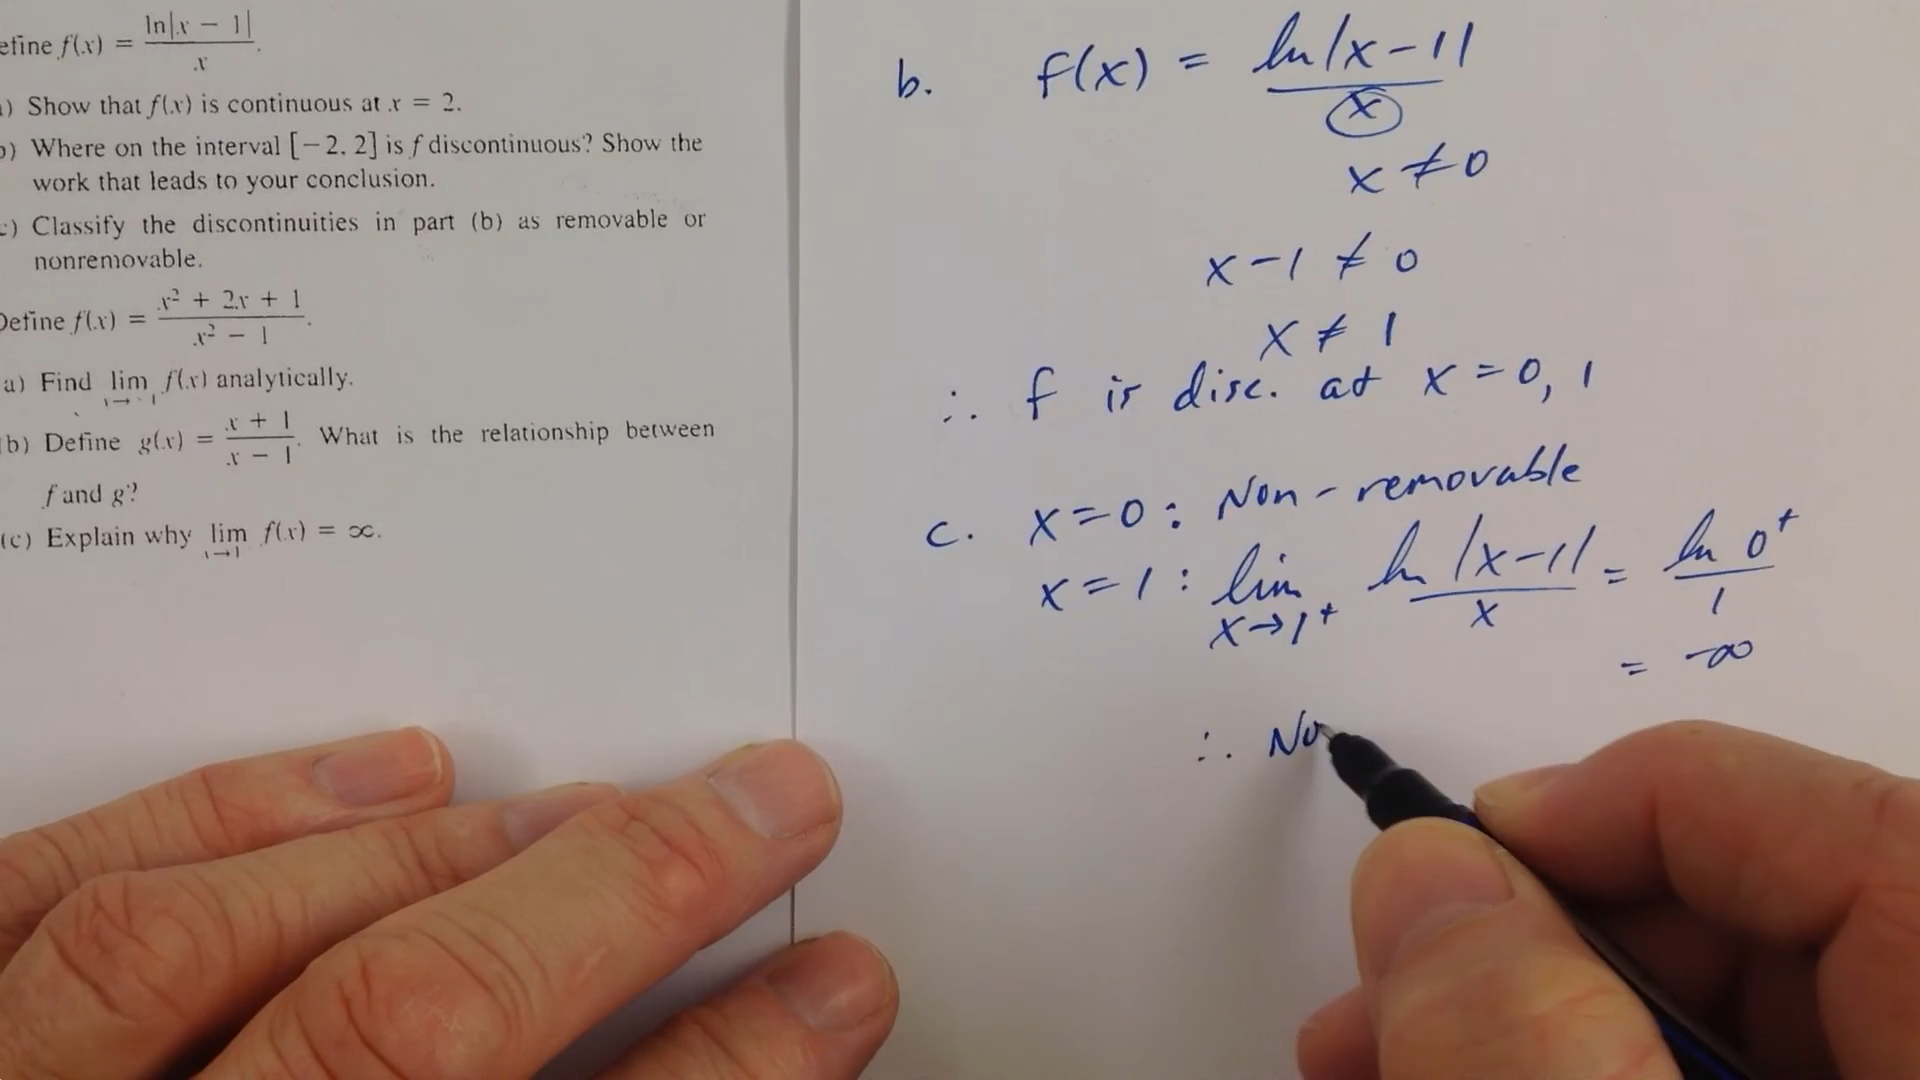 efine f(x) = ln|x − 1| / x.
) Show that f(x) is continuous at x = 2.
) Where on the interval [−2, 2] is f discontinuous? Show the
work that leads to your conclusion.
) Classify the discontinuities in part (b) as removable or
nonremovable.
Define f(x) = x² + 2x + 1 / x² − 1.
a) Find lim f(x) analytically.
(b) Define g(x) = x + 1 / x − 1. What is the relationship between
f and g?
(c) Explain why lim x→1 f(x) = ∞.
b. f(x) = ln|x−1| / x
x ≠ 0
x−1 ≠ 0
x ≠ 1
∴ f is disc. at x = 0, 1
c. x=0: Non-removable
x=1: lim x→1⁺ ln|x−1| / x = ln 0⁺ / 1
= -∞
∴ No